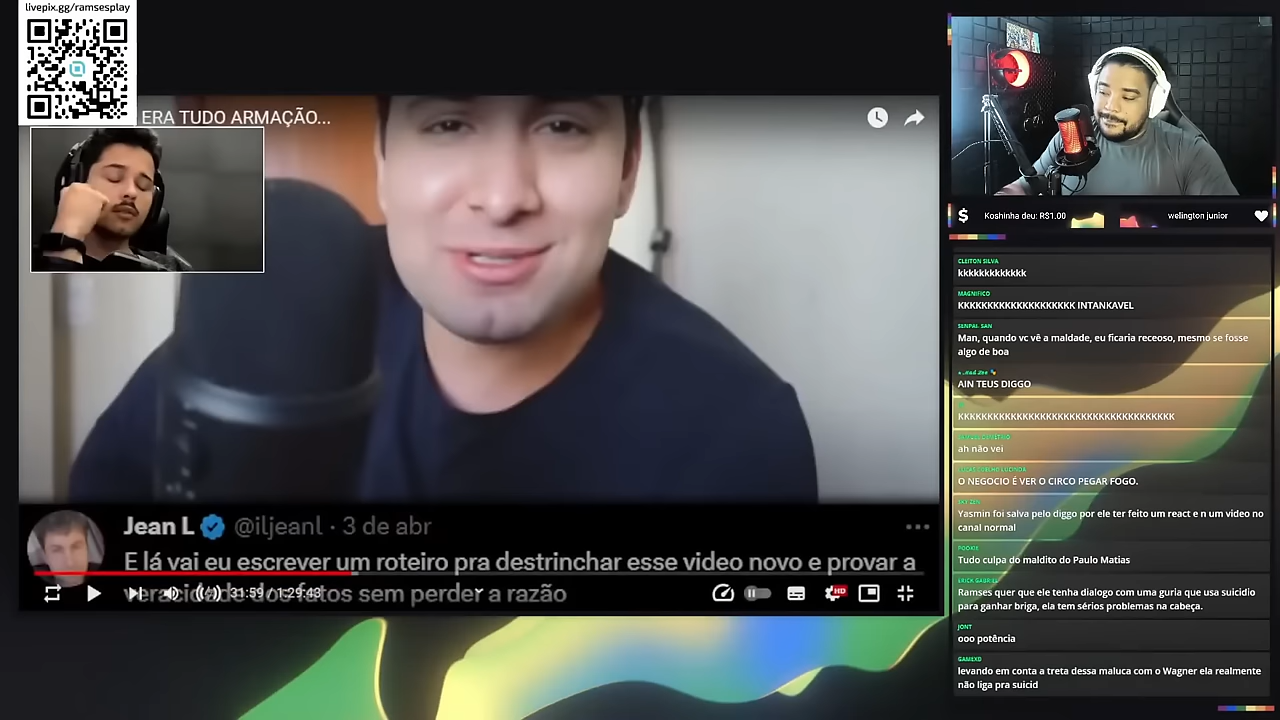 livepix.gg/ramsesplay
ERA TUDO ARMAÇÃO...
Jean L @iljeanl · 3 de abr
E lá vai eu escrever um roteiro pra destrinchar esse video novo e provar a
fatos sem perder a razão
31:59 / 1:29:43
HD
$ Koshinha deu: R$1.00
welington junior
CLEITON SILVA
kkkkkkkkkkkkk
MAGNIFICO
KKKKKKKKKKKKKKKKKKKK INTANKAVEL
SENPAI. SAN
Man, quando vc vê a maldade, eu ficaria receoso, mesmo se fosse
algo de boa
AIN TEUS DIGGO
KKKKKKKKKKKKKKKKKKKKKKKKKKKKKKKKKKKKK
ah não vei
O NEGOCIO É VER O CIRCO PEGAR FOGO.
Yasmin foi salva pelo diggo por ele ter feito um react e n um video no
canal normal
POOKIE
Tudo culpa do maldito do Paulo Matias
ERICK GABRIEL
Ramses quer que ele tenha dialogo com uma guria que usa suicidio
para ganhar briga, ela tem sérios problemas na cabeça.
JONT
ooo potência
GAMEXD
levando em conta a treta dessa maluca com o Wagner ela realmente
não liga pra suicid